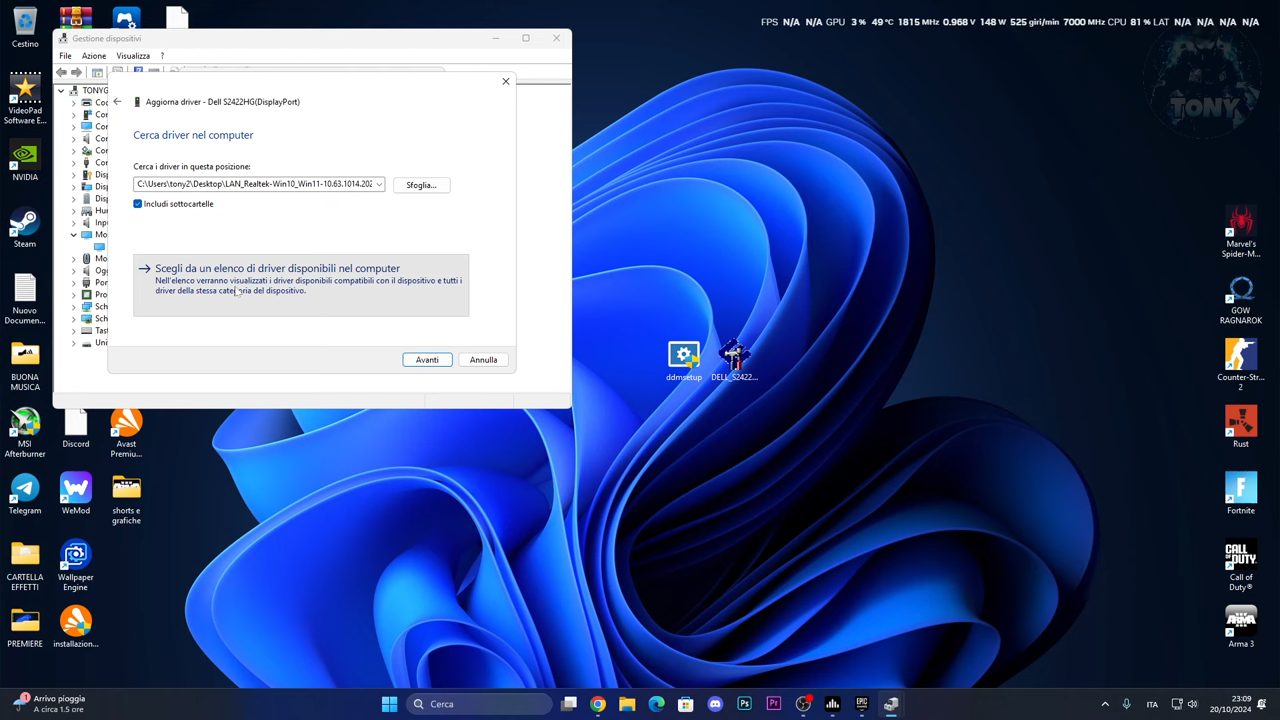 FPS N/A N/A GPU 3 % 49 °C 1815 MHz 0.968 V 148 W 525 giri/min 7000 MHz CPU 81 % LAT N/A N/A N/A N/A
Cestino
Gestione dispositivi
File Azione Visualizza ?
TONYG
Aggiorna driver - Dell S2422HG(DisplayPort)
Cerca driver nel computer
Cerca i driver in questa posizione:
C:\Users\tony2\Desktop\LAN_Realtek-Win10_Win11-10.63.1014.202
Sfoglia...
Includi sottocartelle
Scegli da un elenco di driver disponibili nel computer
Nell'elenco verranno visualizzati i driver disponibili compatibili con il dispositivo e tutti i
driver della stessa categoria del dispositivo.
Avanti
Annulla
TONY
VideoPad
Software E...
NVIDIA
Steam
Nuovo
Documen...
BUONA
MUSICA
MSI
Afterburner
Discord
Avast
Premiu...
Telegram
WeMod
shorts e
grafiche
CARTELLA
EFFETTI
Wallpaper
Engine
PREMIERE
installazion...
ddmsetup
DELL_S2422...
Marvel's
Spider-M...
GOW
RAGNAROK
Counter-Str...
2
Rust
Fortnite
Call of
Duty®
Arma 3
Arrivo pioggia
A circa 1.5 ore
Cerca
ITA
23:09
20/10/2024